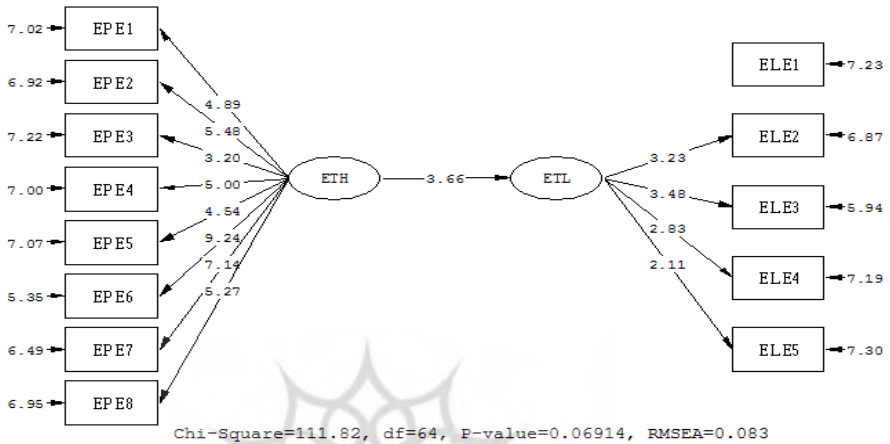 7.02 EPE1
ELE1 7.23
6.92 EPE2
4.89
5.48
7.22 EPE3
3.20
3.23
ELE2 6.87
7.00 EPE4
5.00
ETH
3.66
ETL
3.48
ELE3 5.94
7.07 EPE5
4.54
9.24
7.14
5.27
2.83
2.11
ELE4 7.19
5.35 EPE6
6.49 EPE7
ELE5 7.30
6.95 EPE8
Chi-Square=111.82, df=64, P-value=0.06914, RMSEA=0.083